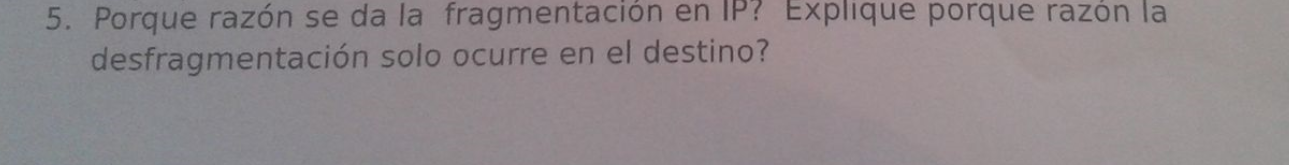 5. Porque razón se da la fragmentación en IP? Explique porque razón la
desfragmentación solo ocurre en el destino?